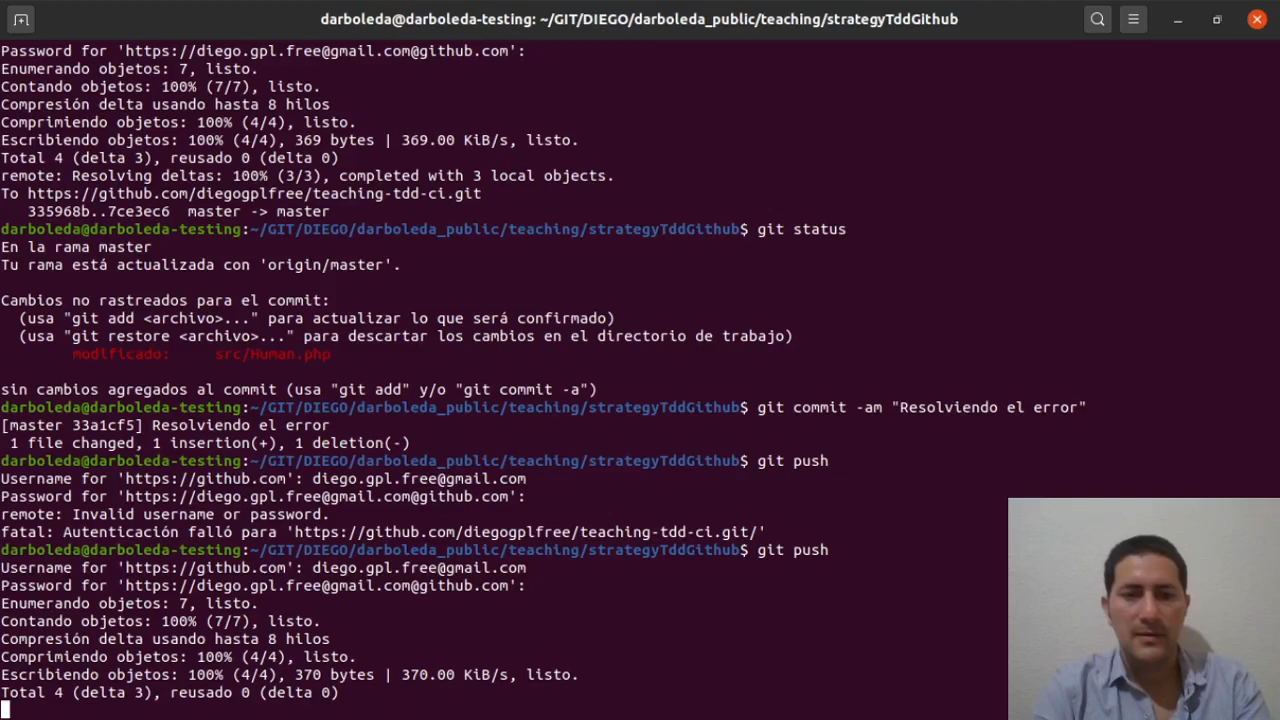 darboleda@darboleda-testing: ~/GIT/DIEGO/darboleda_public/teaching/strategyTddGithub
Password for 'https://diego.gpl.free@gmail.com@github.com':
Enumerando objetos: 7, listo.
Contando objetos: 100% (7/7), listo.
Compresión delta usando hasta 8 hilos
Comprimiendo objetos: 100% (4/4), listo.
Escribiendo objetos: 100% (4/4), 369 bytes | 369.00 KiB/s, listo.
Total 4 (delta 3), reusado 0 (delta 0)
remote: Resolving deltas: 100% (3/3), completed with 3 local objects.
To https://github.com/diegogplfree/teaching-tdd-ci.git
   335968b..7ce3ec6  master -> master
darboleda@darboleda-testing:~/GIT/DIEGO/darboleda_public/teaching/strategyTddGithub$ git status
En la rama master
Tu rama está actualizada con 'origin/master'.
Cambios no rastreados para el commit:
  (usa "git add <archivo>..." para actualizar lo que será confirmado)
  (usa "git restore <archivo>..." para descartar los cambios en el directorio de trabajo)
        modificado:     src/Human.php
sin cambios agregados al commit (usa "git add" y/o "git commit -a")
darboleda@darboleda-testing:~/GIT/DIEGO/darboleda_public/teaching/strategyTddGithub$ git commit -am "Resolviendo el error"
[master 33a1cf5] Resolviendo el error
 1 file changed, 1 insertion(+), 1 deletion(-)
darboleda@darboleda-testing:~/GIT/DIEGO/darboleda_public/teaching/strategyTddGithub$ git push
Username for 'https://github.com': diego.gpl.free@gmail.com
Password for 'https://diego.gpl.free@gmail.com@github.com':
remote: Invalid username or password.
fatal: Autenticación falló para 'https://github.com/diegogplfree/teaching-tdd-ci.git/'
darboleda@darboleda-testing:~/GIT/DIEGO/darboleda_public/teaching/strategyTddGithub$ git push
Username for 'https://github.com': diego.gpl.free@gmail.com
Password for 'https://diego.gpl.free@gmail.com@github.com':
Enumerando objetos: 7, listo.
Contando objetos: 100% (7/7), listo.
Compresión delta usando hasta 8 hilos
Comprimiendo objetos: 100% (4/4), listo.
Escribiendo objetos: 100% (4/4), 370 bytes | 370.00 KiB/s, listo.
Total 4 (delta 3), reusado 0 (delta 0)